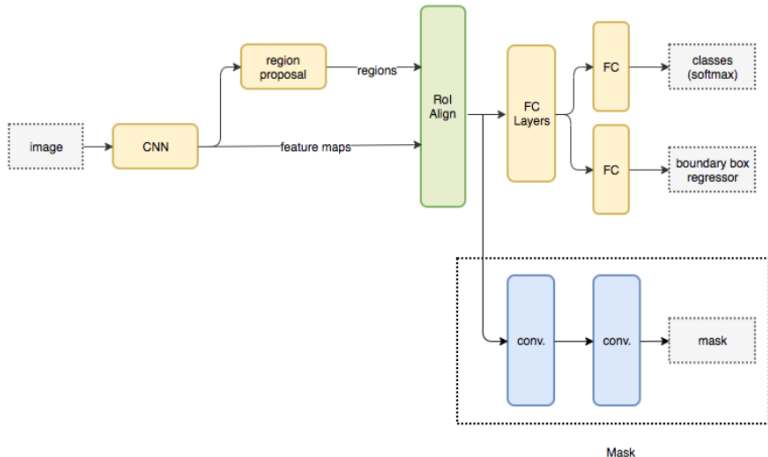 region
proposal
regions
RoI
Align
FC
Layers
FC
classes
(softmax)
image
CNN
feature maps
FC
boundary box
regressor
conv.
conv.
mask
Mask